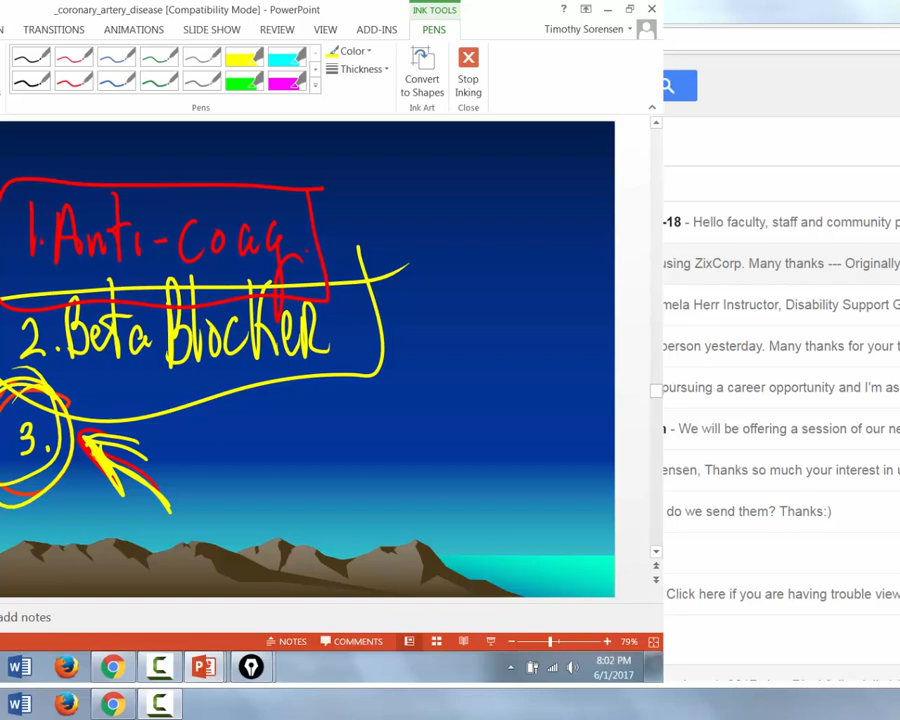 _coronary_artery_disease [Compatibility Mode] - PowerPoint
INK TOOLS
TRANSITIONS ANIMATIONS SLIDE SHOW REVIEW VIEW ADD-INS PENS
Timothy Sorensen
Color
Thickness
Convert to Shapes
Stop Inking
Pens
Ink Art
Close
1. Anti-coag.
2. Beta Blocker
3.
-18 - Hello faculty, staff and community p
using ZixCorp. Many thanks --- Originally
mela Herr Instructor, Disability Support G
person yesterday. Many thanks for your t
pursuing a career opportunity and I'm as
n - We will be offering a session of our ne
ensen, Thanks so much your interest in u
do we send them? Thanks:)
Click here if you are having trouble view
add notes
NOTES COMMENTS 79%
8:02 PM
6/1/2017